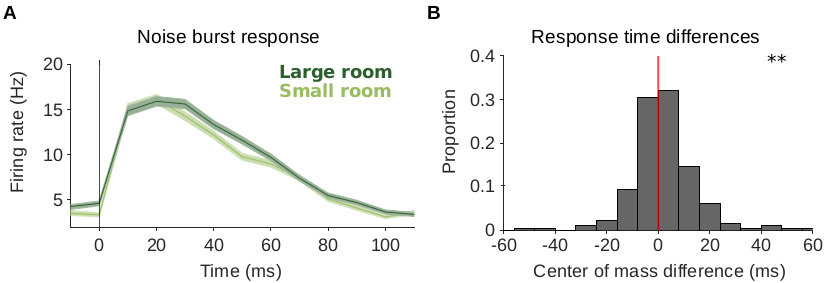 A
Noise burst response
Firing rate (Hz)
20
15
10
5
Large room
Small room
0 20 40 60 80 100
Time (ms)
B
Response time differences
**
Proportion
0.4
0.3
0.2
0.1
0
-60 -40 -20 0 20 40 60
Center of mass difference (ms)